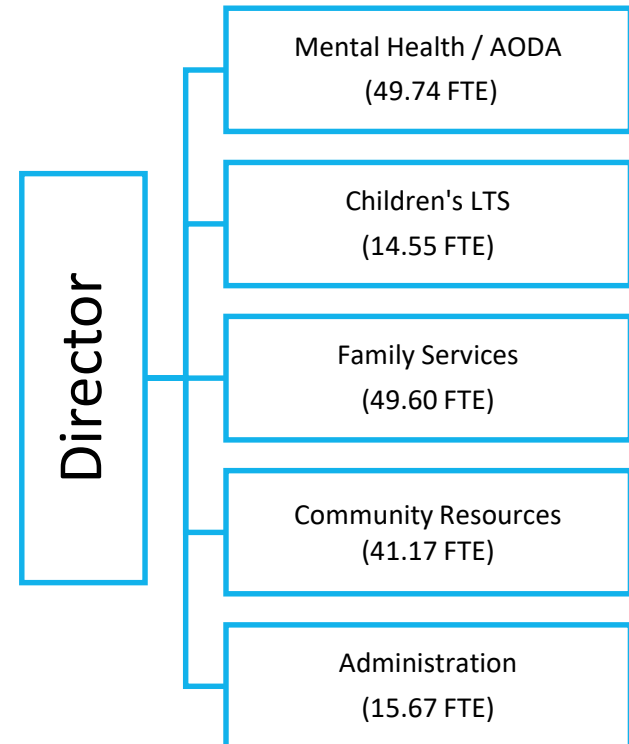 Director
Mental Health / AODA
(49.74 FTE)
Children's LTS
(14.55 FTE)
Family Services
(49.60 FTE)
Community Resources
(41.17 FTE)
Administration
(15.67 FTE)